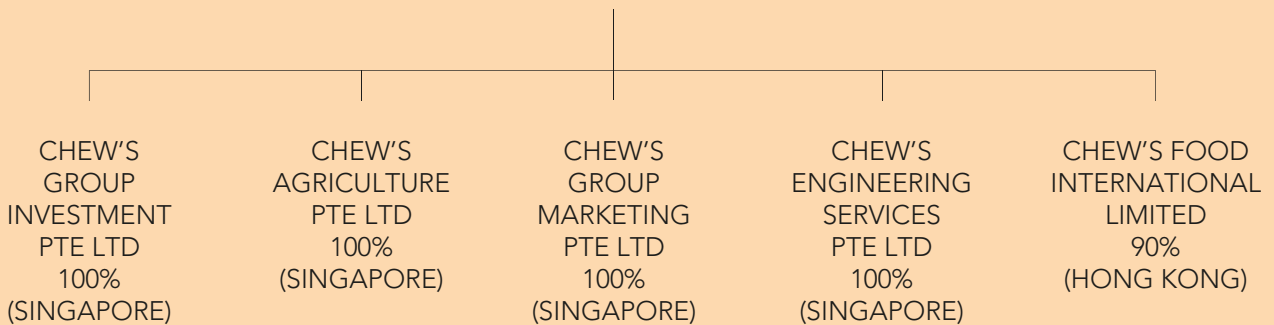 CHEW’S
GROUP
INVESTMENT
PTE LTD
100%
(SINGAPORE)
CHEW’S
AGRICULTURE
PTE LTD
100%
(SINGAPORE)
CHEW’S
GROUP
MARKETING
PTE LTD
100%
(SINGAPORE)
CHEW’S
ENGINEERING
SERVICES
PTE LTD
100%
(SINGAPORE)
CHEW’S FOOD
INTERNATIONAL
LIMITED
90%
(HONG KONG)